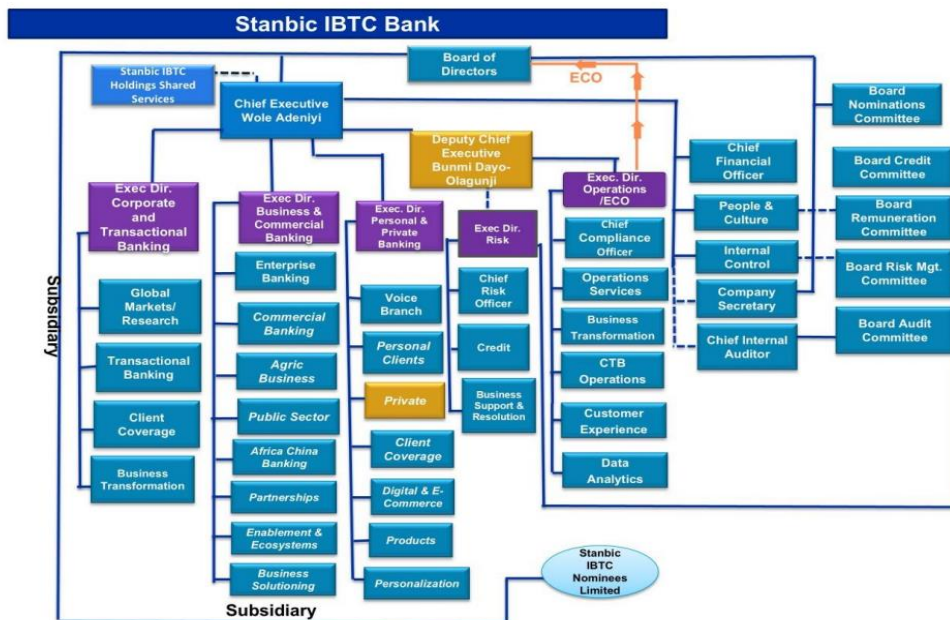 Stanbic IBTC Bank
Board of
Directors
ECO
Stanbic IBTC
Holdings Shared
Services
Chief Executive
Wole Adeniyi
Deputy Chief
Executive
Bunmi Dayo-
Olagunji
Board
Nominations
Committee
Chief
Financial
Officer
Board Credit
Committee
People &
Culture
Board
Remuneration
Committee
Internal
Control
Board Risk Mgt.
Committee
Company
Secretary
Chief Internal
Auditor
Board Audit
Committee
Exec Dir.
Corporate
and
Transactional
Banking
Global
Markets/
Research
Transactional
Banking
Client
Coverage
Business
Transformation
Exec Dir.
Business &
Commercial
Banking
Enterprise
Banking
Commercial
Banking
Agric
Business
Public Sector
Africa China
Banking
Partnerships
Enablement &
Ecosystems
Business
Solutioning
Exec. Dir.
Personal &
Private
Banking
Voice
Branch
Personal
Clients
Private
Client
Coverage
Digital & E-
Commerce
Products
Personalization
Exec Dir.
Risk
Chief
Risk
Officer
Credit
Business
Support &
Resolution
Exec. Dir.
Operations
/ECO
Chief
Compliance
Officer
Operations
Services
Business
Transformation
CTB
Operations
Customer
Experience
Data
Analytics
Subsidiary
Stanbic
IBTC
Nominees
Limited
Subsidiary